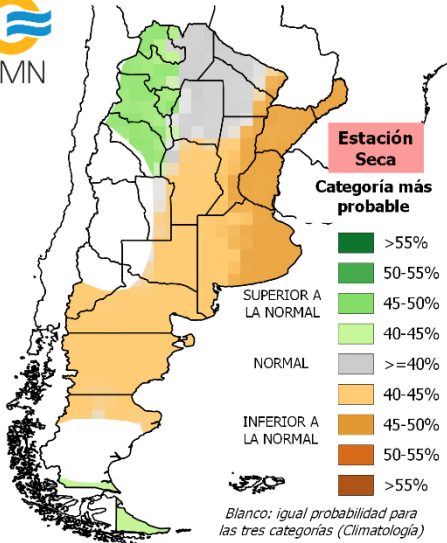 MN
Estación
Seca
Categoría más
probable
>55%
50-55%
45-50%
SUPERIOR A
LA NORMAL
40-45%
NORMAL
>=40%
40-45%
INFERIOR A
LA NORMAL
45-50%
50-55%
>55%
Blanco: igual probabilidad para
las tres categorías (Climatología)